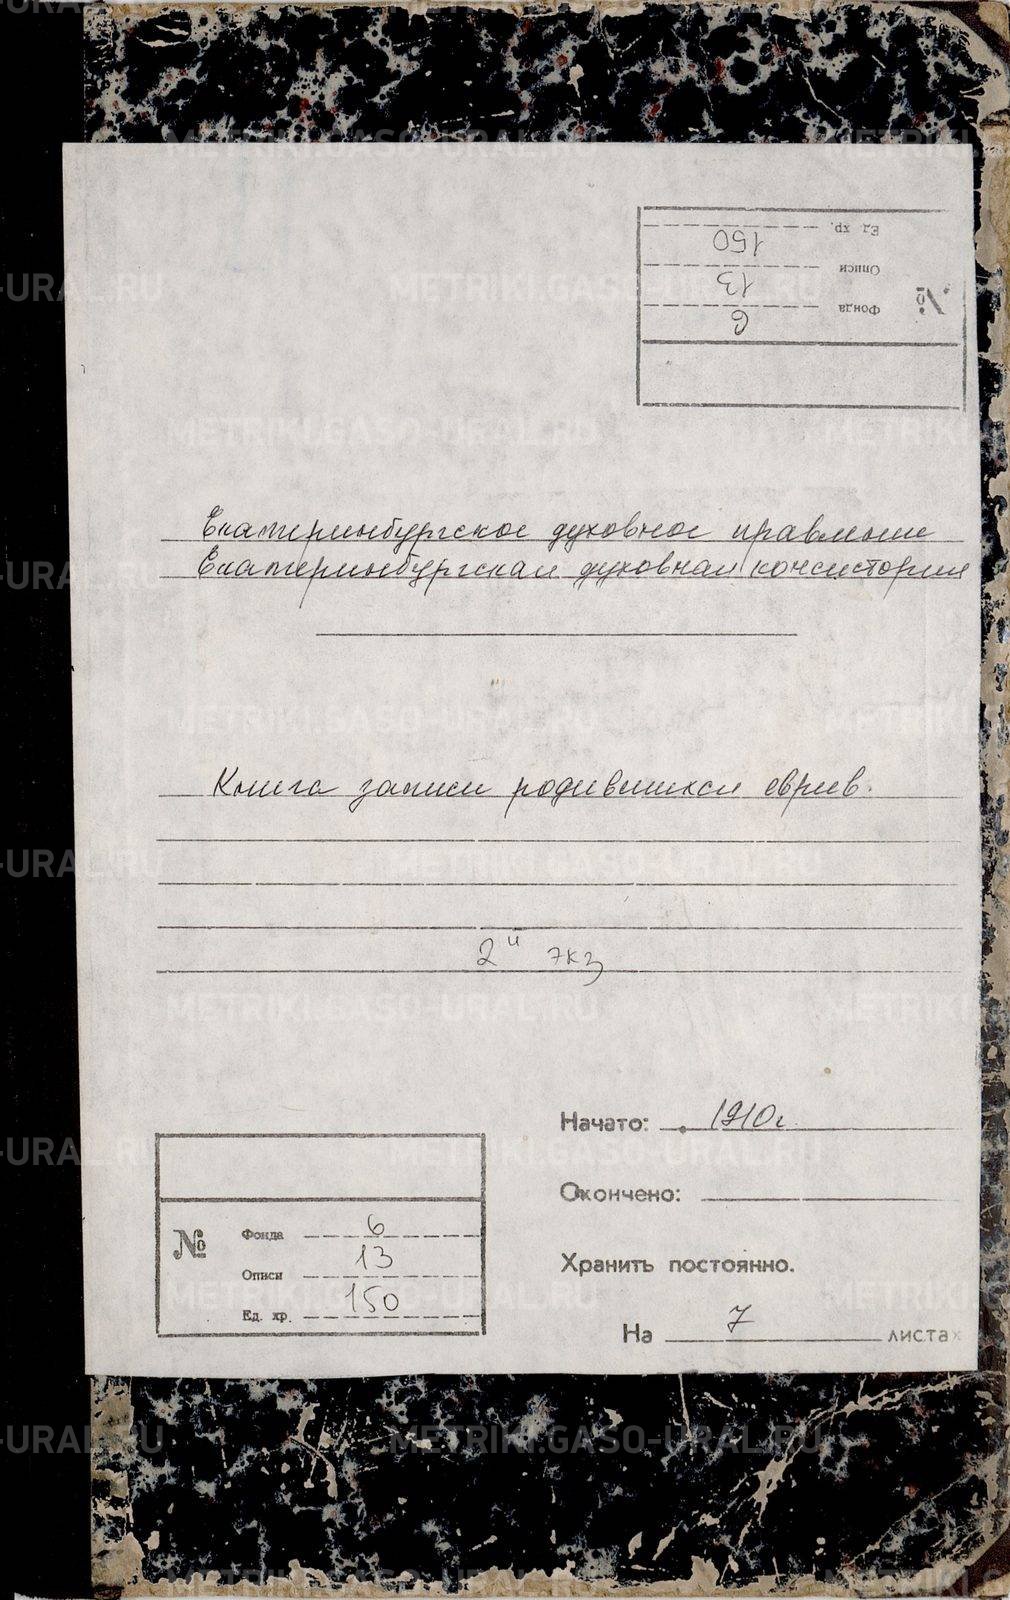 Ед хр. 150
Описи 13
№ Фонда 6
Екатеринбургское духовное правление
Екатеринбургская духовная консистория
Книга записи родившихся евреев.
2й экз
Начато: 1910г.
Окончено:
Хранить постоянно.
На 7 листах
№ Фонда 6
Описи 13
Ед. хр. 150
METRIKI.GASO-URAL.RU